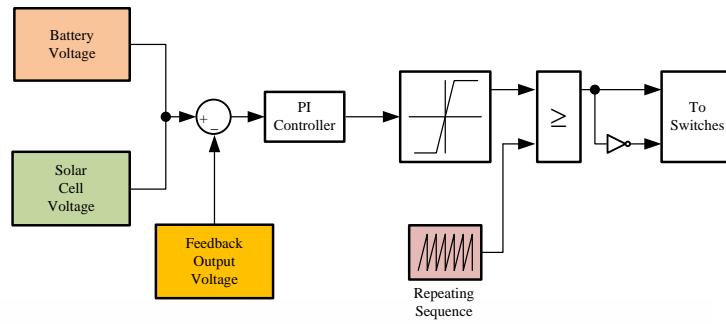 Battery
Voltage
Solar
Cell
Voltage
+
−
Feedback
Output
Voltage
PI
Controller
≥
Repeating
Sequence
To
Switches